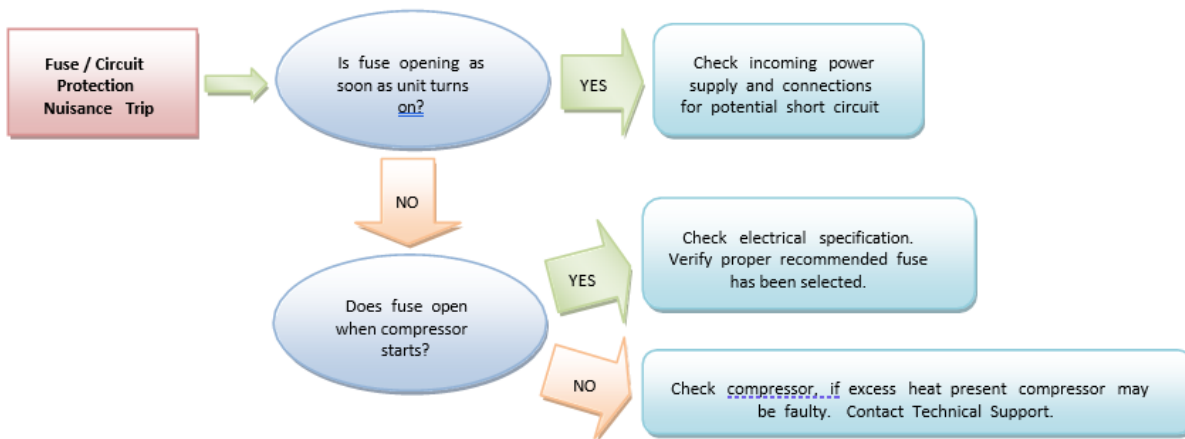 Fuse / Circuit
Protection
Nuisance Trip
Is fuse opening as
soon as unit turns
on?
YES
Check incoming power
supply and connections
for potential short circuit
NO
Does fuse open
when compressor
starts?
YES
Check electrical specification.
Verify proper recommended fuse
has been selected.
NO
Check compressor, if excess heat present compressor may
be faulty. Contact Technical Support.